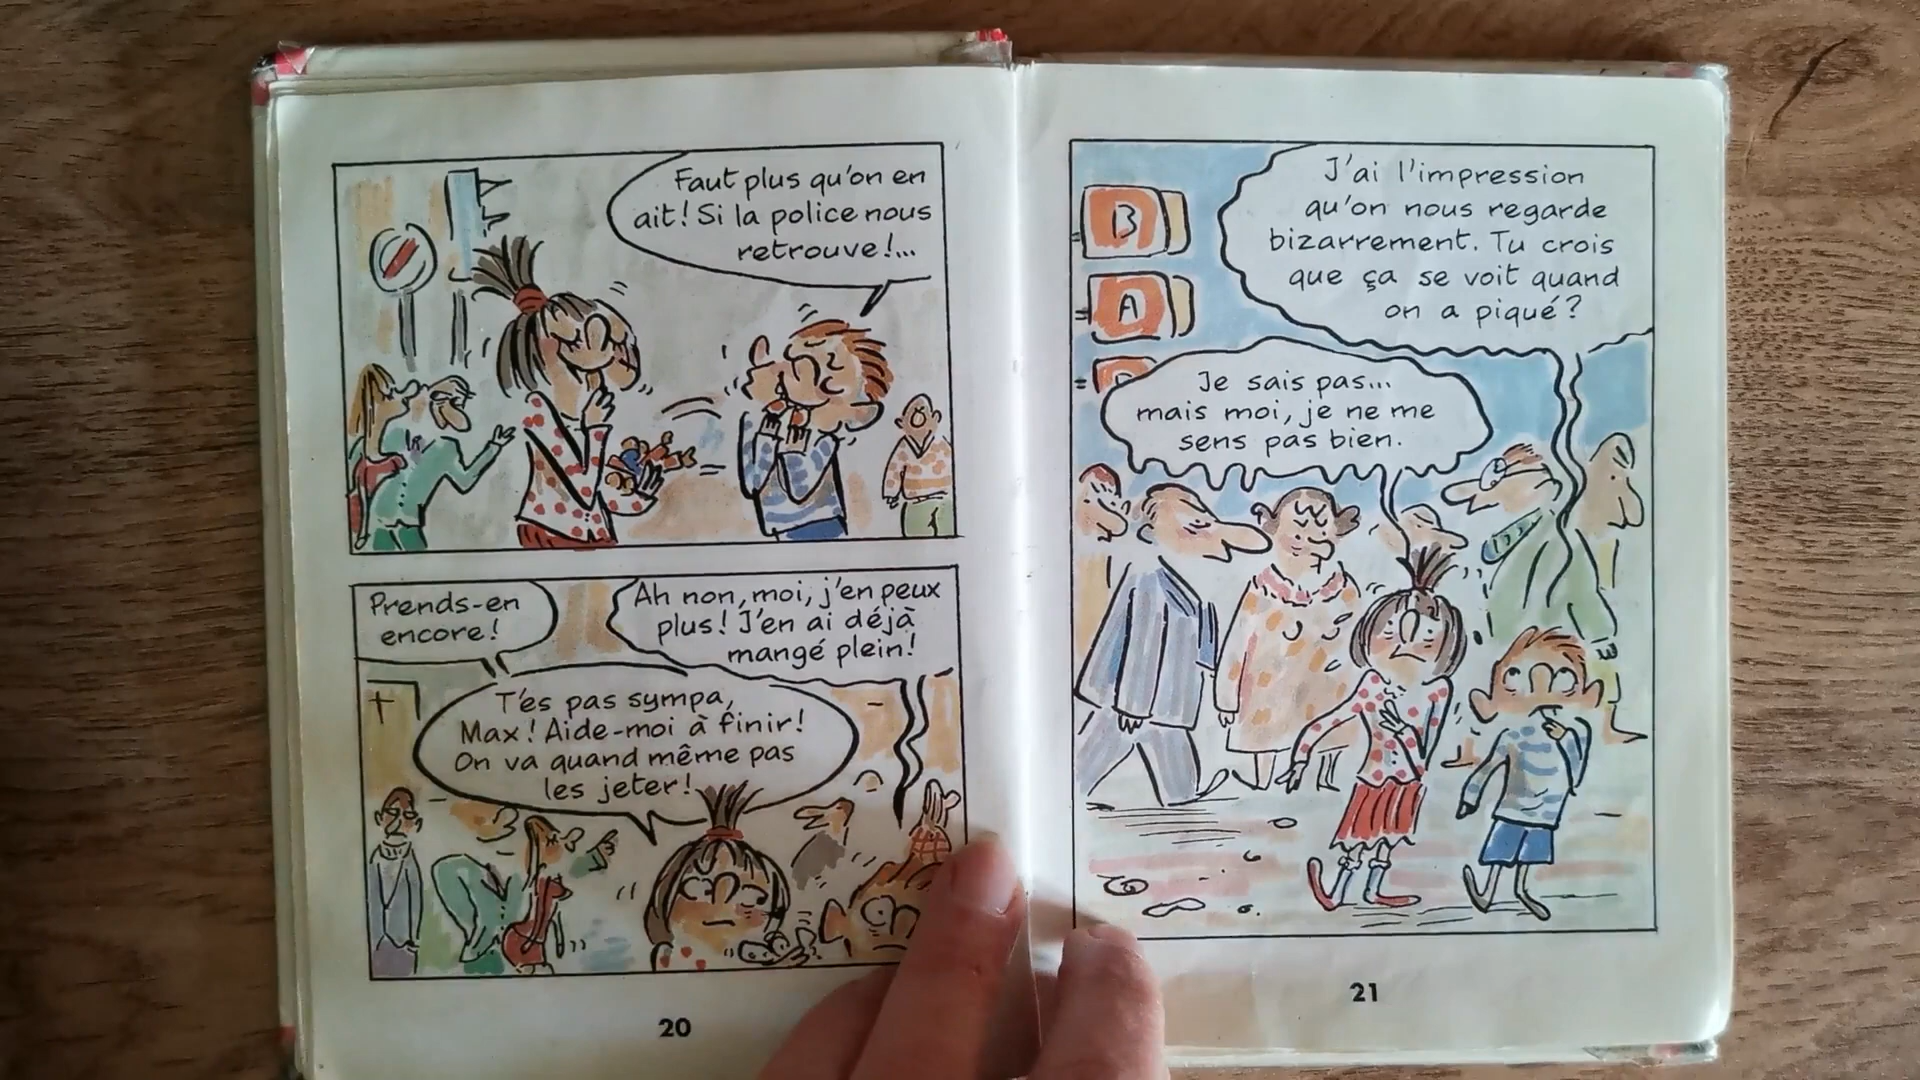 Faut plus qu'on en
ait! Si la police nous
retrouve!...
Prends-en
encore!
Ah non, moi, j'en peux
plus! J'en ai déjà
mangé plein!
T'és pas sympa,
Max! Aide-moi à finir!
On va quand même pas
les jeter!
20
J'ai l'impression
qu'on nous regarde
bizarrement. Tu crois
que ça se voit quand
on a piqué?
B
A
Je sais pas...
mais moi, je ne me
sens pas bien.
21